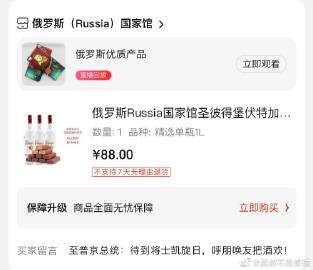 俄罗斯（Russia）国家馆 >
俄罗斯优质产品
直播回放
立即观看
俄罗斯Russia国家馆圣彼得堡伏特加...
数量: 1 品种: 精选单瓶1L
¥88.00
不支持7天无理由退货
保障升级 商品全面无忧保障
立即购买 >
买家留言 至普京总统：待到将士凯旋日，呼朋唤友把酒欢！